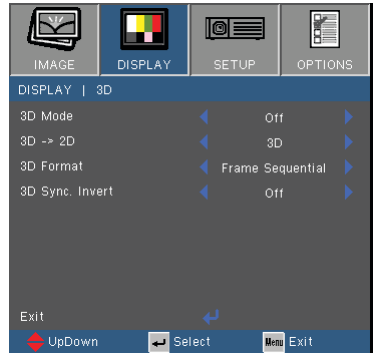 IMAGE DISPLAY SETUP OPTIONS
DISPLAY | 3D
3D Mode Off
3D -> 2D 3D
3D Format Frame Sequential
3D Sync. Invert Off
Exit
UpDown Select Menu Exit